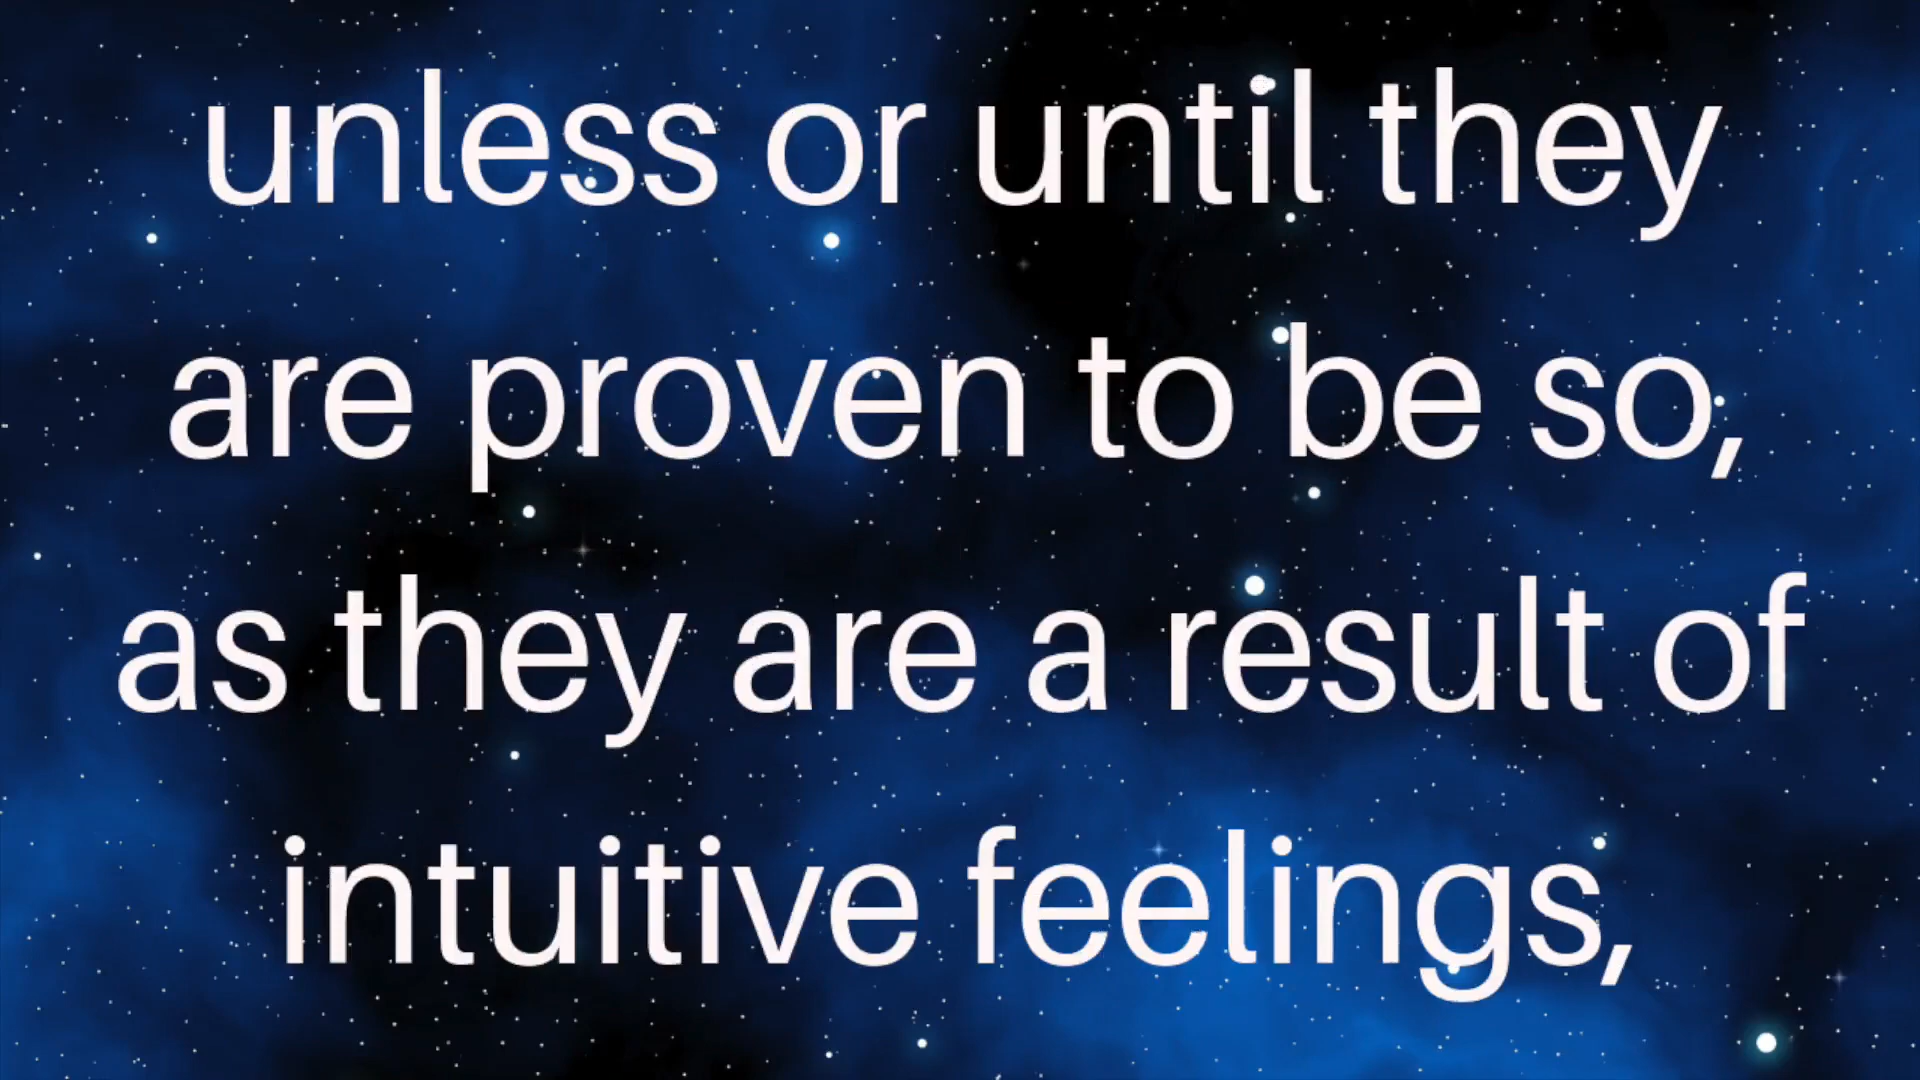 unless or until they
are proven to be so,
as they are a result of
intuitive feelings,